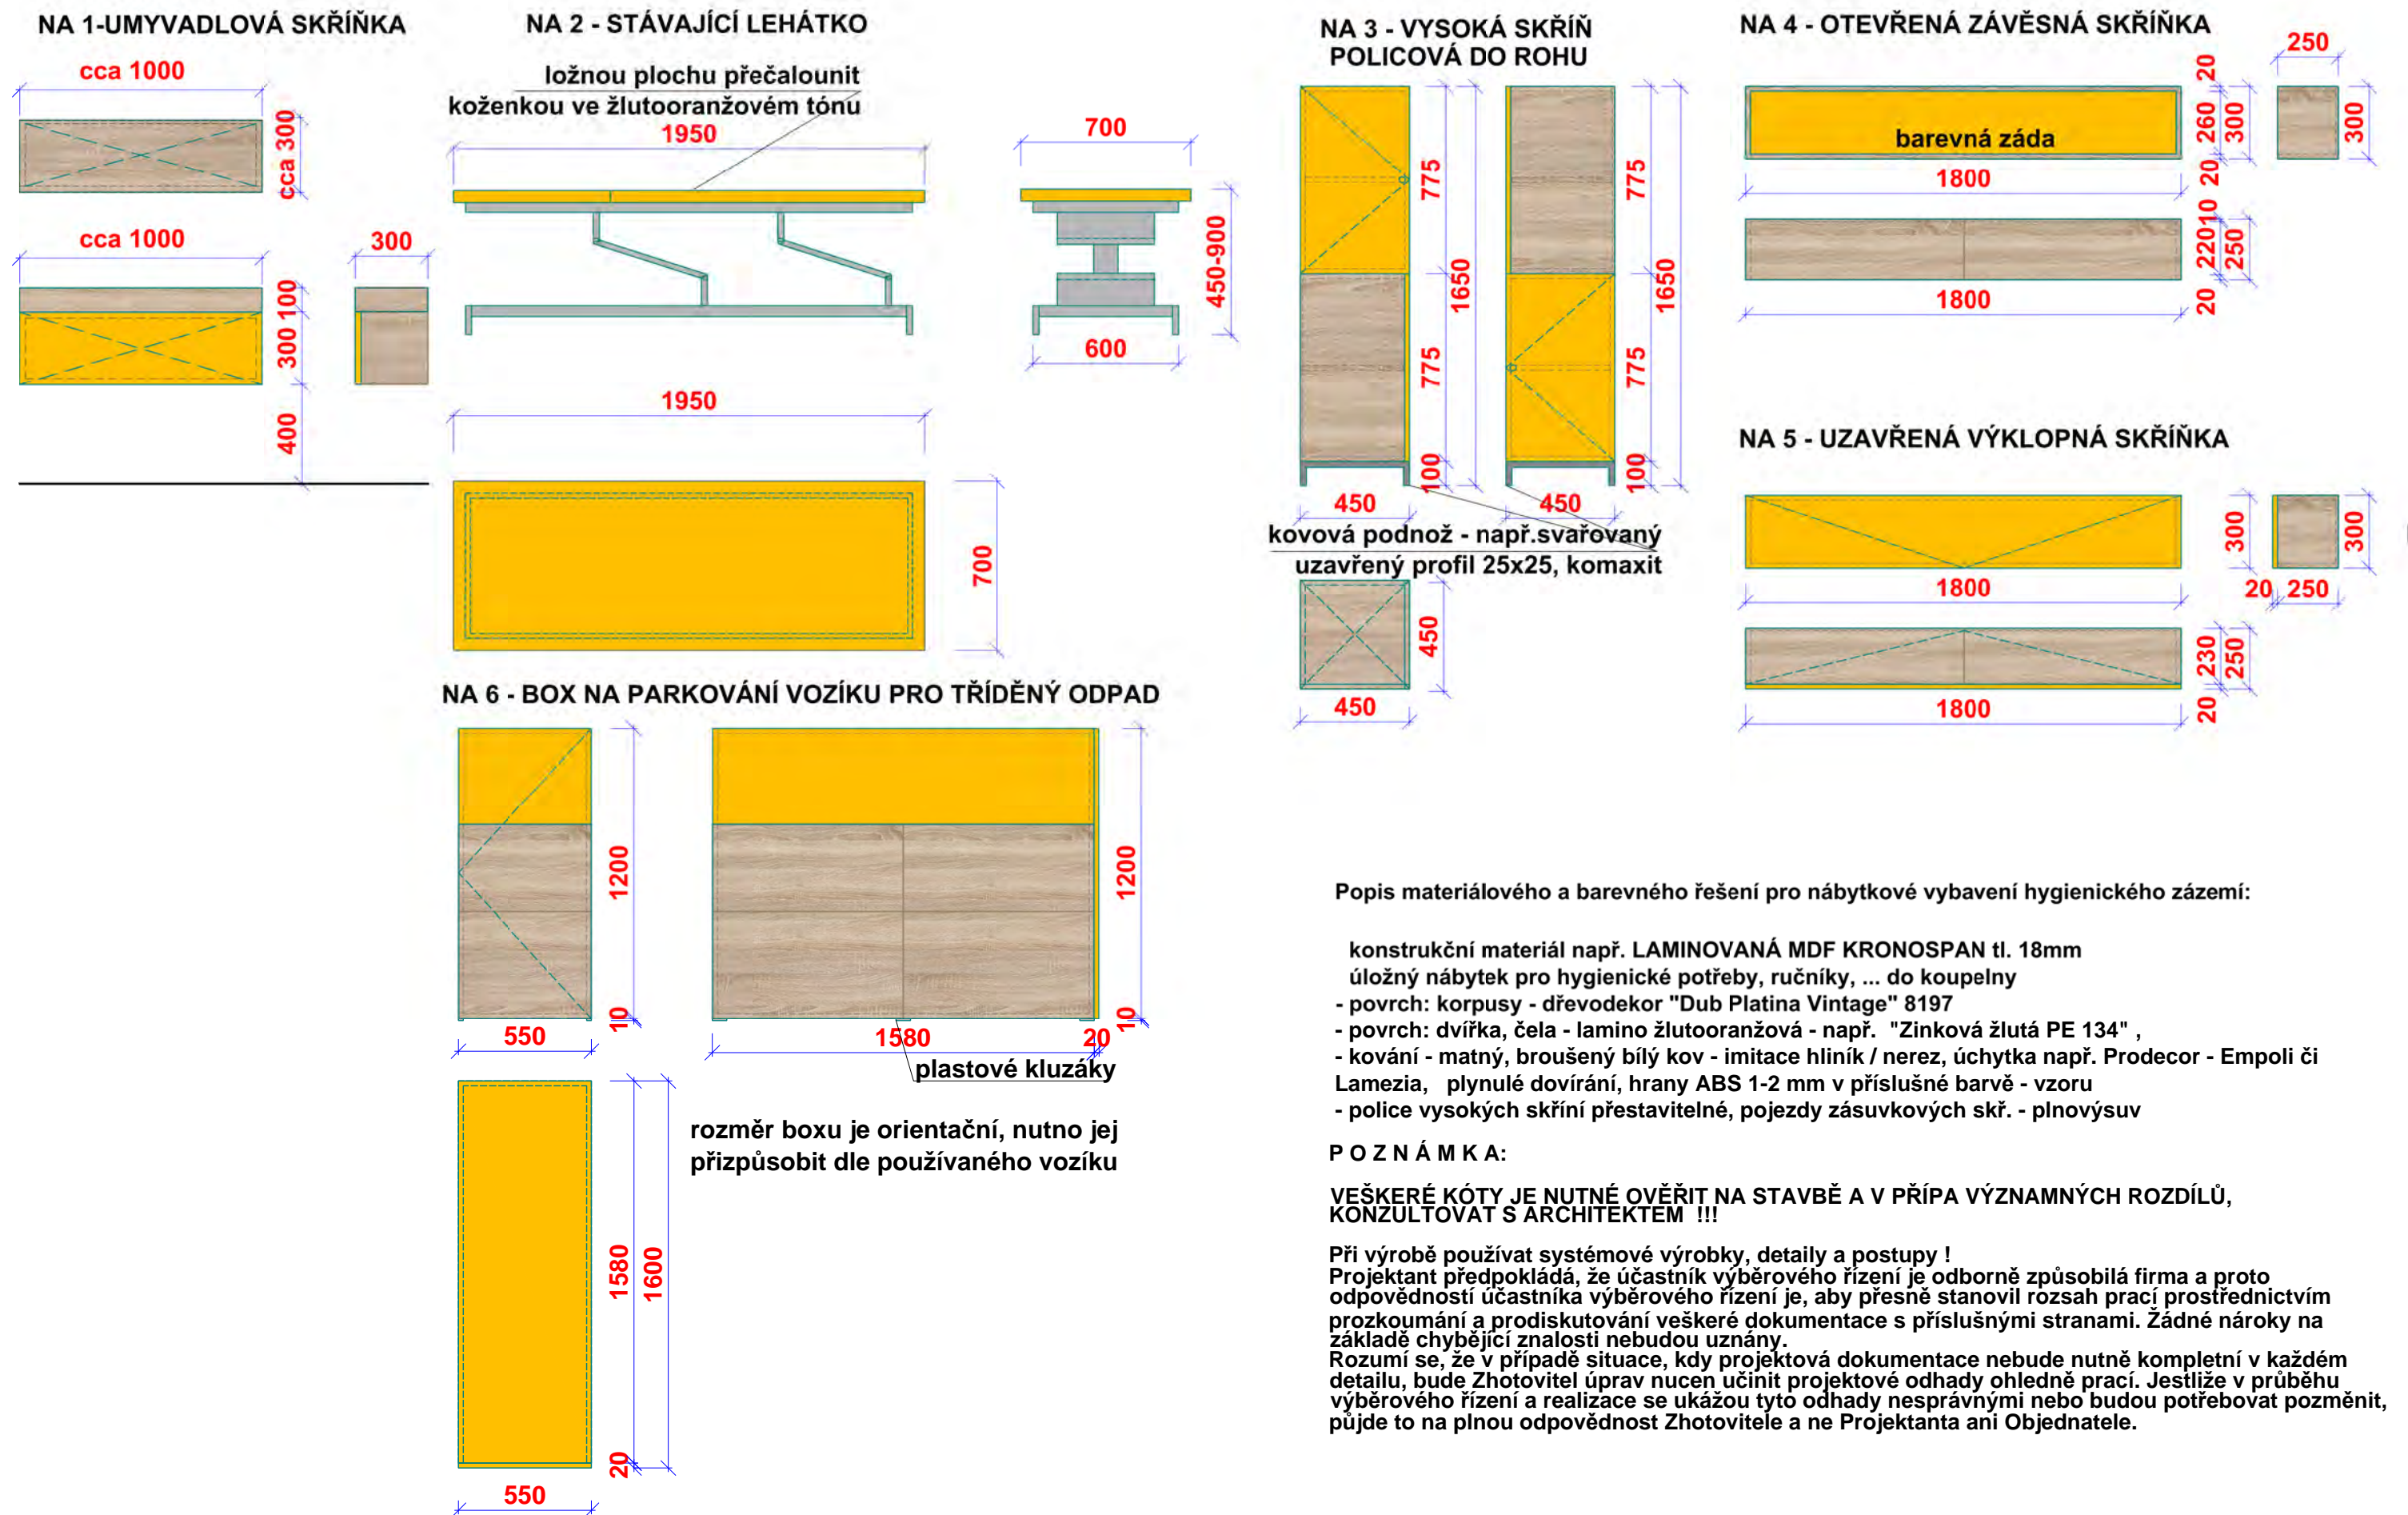 NA 1-UMYVADLOVÁ SKŘÍŇKA
cca 1000
cca 300
cca 1000
300
100
300
400
NA 2 - STÁVAJÍCÍ LEHÁTKO
ložnou plochu přečalounit
koženkou ve žlutooranžovém tónu
1950
700
450-900
600
1950
700
NA 3 - VYSOKÁ SKŘÍŇ
POLICOVÁ DO ROHU
775
775
1650
100
450
775
775
1650
100
450
kovová podnož - např.svařovaný
uzavřený profil 25x25, komaxit
450
450
NA 4 - OTEVŘENÁ ZÁVĚSNÁ SKŘÍŇKA
barevná záda
20
260
300
20
1800
250
300
10
220
250
20
1800
NA 5 - UZAVŘENÁ VÝKLOPNÁ SKŘÍŇKA
300
1800
300
20
250
230
250
20
1800
NA 6 - BOX NA PARKOVÁNÍ VOZÍKU PRO TŘÍDĚNÝ ODPAD
1200
10
550
1200
10
1580
20
plastové kluzáky
1580
1600
20
550
rozměr boxu je orientační, nutno jej
přizpůsobit dle používaného vozíku
Popis materiálového a barevného řešení pro nábytkové vybavení hygienického zázemí:
konstrukční materiál např. LAMINOVANÁ MDF KRONOSPAN tl. 18mm
úložný nábytek pro hygienické potřeby, ručníky, ... do koupelny
- povrch: korpusy - dřevodekor "Dub Platina Vintage" 8197
- povrch: dvířka, čela - lamino žlutooranžová - např. "Zinková žlutá PE 134" ,
- kování - matný, broušený bílý kov - imitace hliník / nerez, úchytka např. Prodecor - Empoli či
Lamezia, plynulé dovírání, hrany ABS 1-2 mm v příslušné barvě - vzoru
- police vysokých skříní přestavitelné, pojezdy zásuvkových skř. - plnovýsuv
P O Z N Á M K A:
VEŠKERÉ KÓTY JE NUTNÉ OVĚŘIT NA STAVBĚ A V PŘÍPA VÝZNAMNÝCH ROZDÍLŮ,
KONZULTOVAT S ARCHITEKTEM !!!
Při výrobě používat systémové výrobky, detaily a postupy !
Projektant předpokládá, že účastník výběrového řízení je odborně způsobilá firma a proto
odpovědností účastníka výběrového řízení je, aby přesně stanovil rozsah prací prostřednictvím
prozkoumání a prodiskutování veškeré dokumentace s příslušnými stranami. Žádné nároky na
základě chybějící znalosti nebudou uznány.
Rozumí se, že v případě situace, kdy projektová dokumentace nebude nutně kompletní v každém
detailu, bude Zhotovitel úprav nucen učinit projektové odhady ohledně prací. Jestliže v průběhu
výběrového řízení a realizace se ukážou tyto odhady nesprávnými nebo budou potřebovat pozměnit,
půjde to na plnou odpovědnost Zhotovitele a ne Projektanta ani Objednatele.